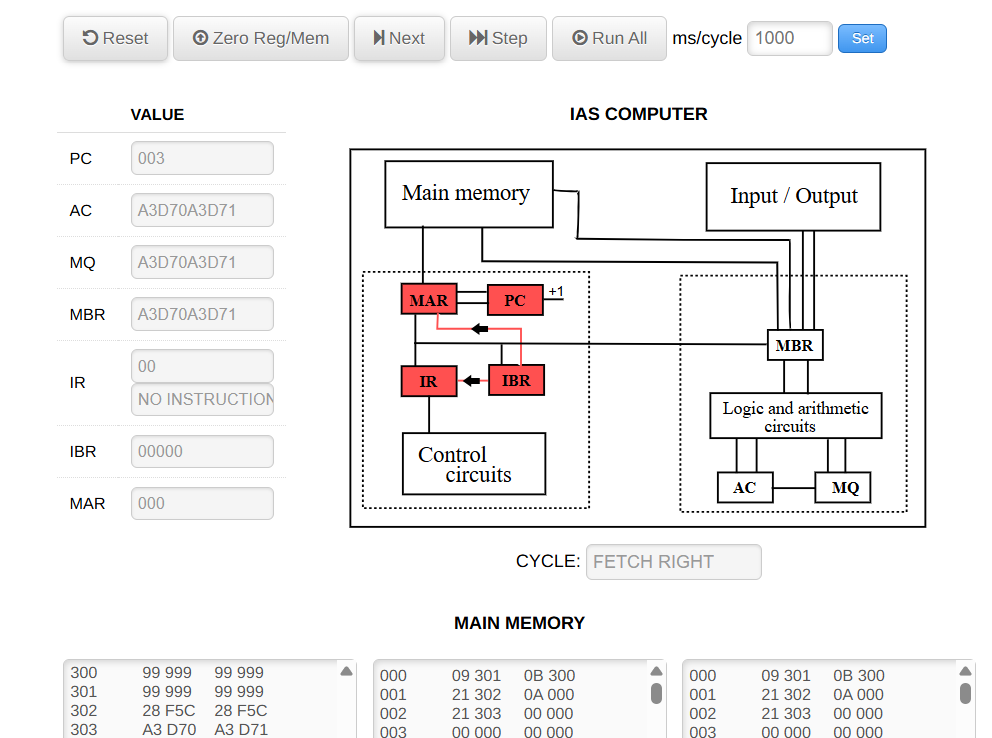 Reset Zero Reg/Mem Next Step Run All ms/cycle 1000 Set
VALUE
PC 003
AC A3D70A3D71
MQ A3D70A3D71
MBR A3D70A3D71
IR 00
NO INSTRUCTION
IBR 00000
MAR 000
IAS COMPUTER
Main memory
Input / Output
MAR
PC
+1
MBR
IR
IBR
Logic and arithmetic
circuits
Control
circuits
AC
MQ
CYCLE: FETCH RIGHT
MAIN MEMORY
300 99 999 99 999
301 99 999 99 999
302 28 F5C 28 F5C
303 A3 D70 A3 D71
000 09 301 0B 300
001 21 302 0A 000
002 21 303 00 000
003 00 000 00 000
000 09 301 0B 300
001 21 302 0A 000
002 21 303 00 000
003 00 000 00 000